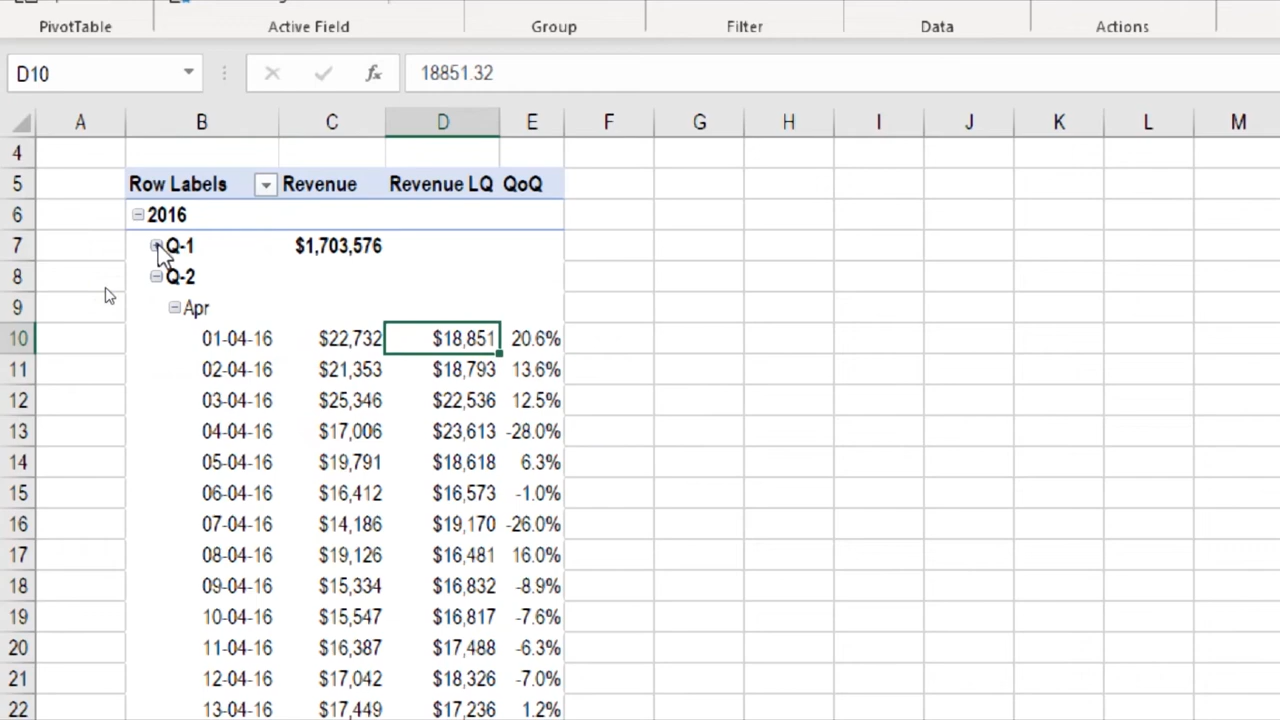 PivotTable Active Field Group Filter Data Actions
D10 fx 18851.32
A B C D E F G H I J K L M
4
5 Row Labels Revenue Revenue LQ QoQ
6 2016
7 Q-1 $1,703,576
8 Q-2
9 Apr
10 01-04-16 $22,732 $18,851 20.6%
11 02-04-16 $21,353 $18,793 13.6%
12 03-04-16 $25,346 $22,536 12.5%
13 04-04-16 $17,006 $23,613 -28.0%
14 05-04-16 $19,791 $18,618 6.3%
15 06-04-16 $16,412 $16,573 -1.0%
16 07-04-16 $14,186 $19,170 -26.0%
17 08-04-16 $19,126 $16,481 16.0%
18 09-04-16 $15,334 $16,832 -8.9%
19 10-04-16 $15,547 $16,817 -7.6%
20 11-04-16 $16,387 $17,488 -6.3%
21 12-04-16 $17,042 $18,326 -7.0%
22 13-04-16 $17,449 $17,236 1.2%